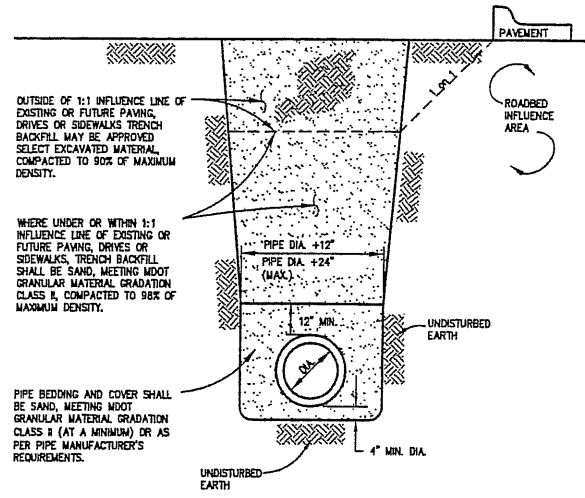 PAVEMENT
1 on 1
ROADBED
INFLUENCE
AREA
OUTSIDE OF 1:1 INFLUENCE LINE OF
EXISTING OR FUTURE PAVING,
DRIVES OR SIDEWALKS TRENCH
BACKFILL MAY BE APPROVED
SELECT EXCAVATED MATERIAL,
COMPACTED TO 90% OF MAXIMUM
DENSITY.
WHERE UNDER OR WITHIN 1:1
INFLUENCE LINE OF EXISTING OR
FUTURE PAVING, DRIVES OR
SIDEWALKS, TRENCH BACKFILL
SHALL BE SAND, MEETING MDOT
GRANULAR MATERIAL GRADATION
CLASS II, COMPACTED TO 98% OF
MAXIMUM DENSITY.
PIPE DIA. +12"
PIPE DIA. +24"
(MAX.)
12" MIN.
UNDISTURBED
EARTH
DIA.
PIPE BEDDING AND COVER SHALL
BE SAND, MEETING MDOT
GRANULAR MATERIAL GRADATION
CLASS II (AT A MINIMUM) OR AS
PER PIPE MANUFACTURER'S
REQUIREMENTS.
4" MIN. DIA.
UNDISTURBED
EARTH